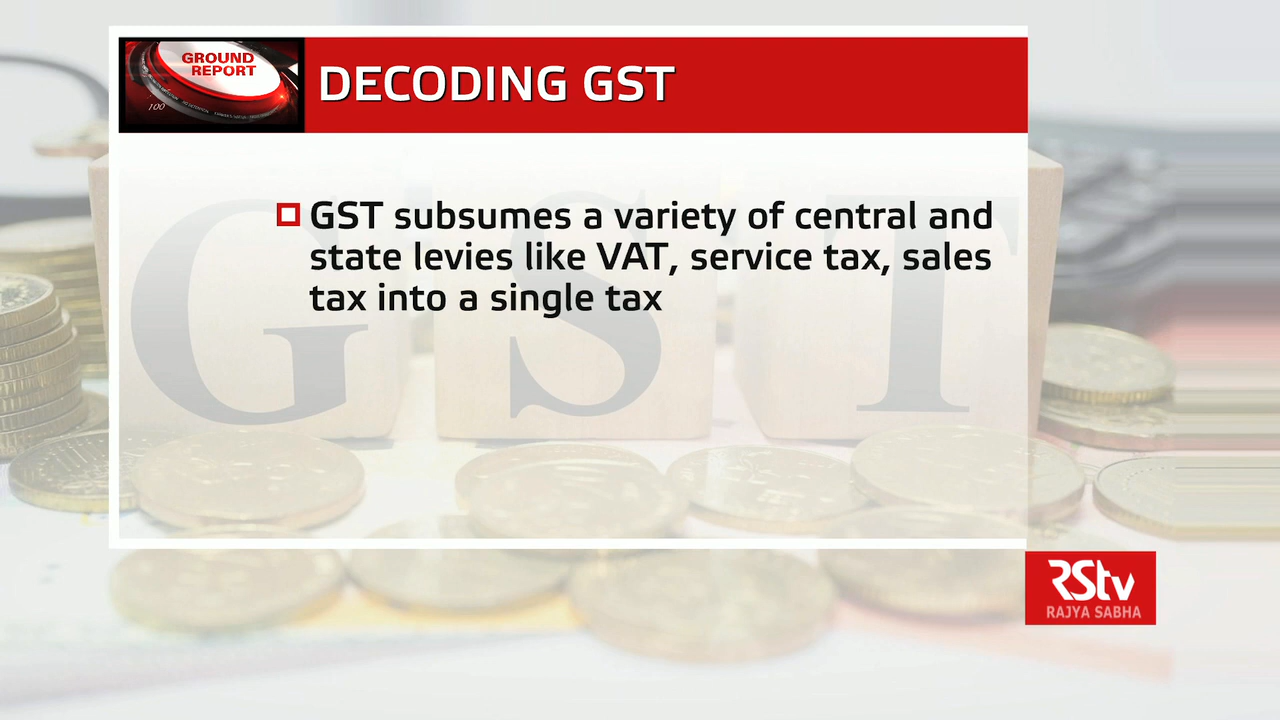 GROUND
REPORT
100
DECODING GST
GST subsumes a variety of central and
state levies like VAT, service tax, sales
tax into a single tax
G S T
RStv
RAJYA SABHA